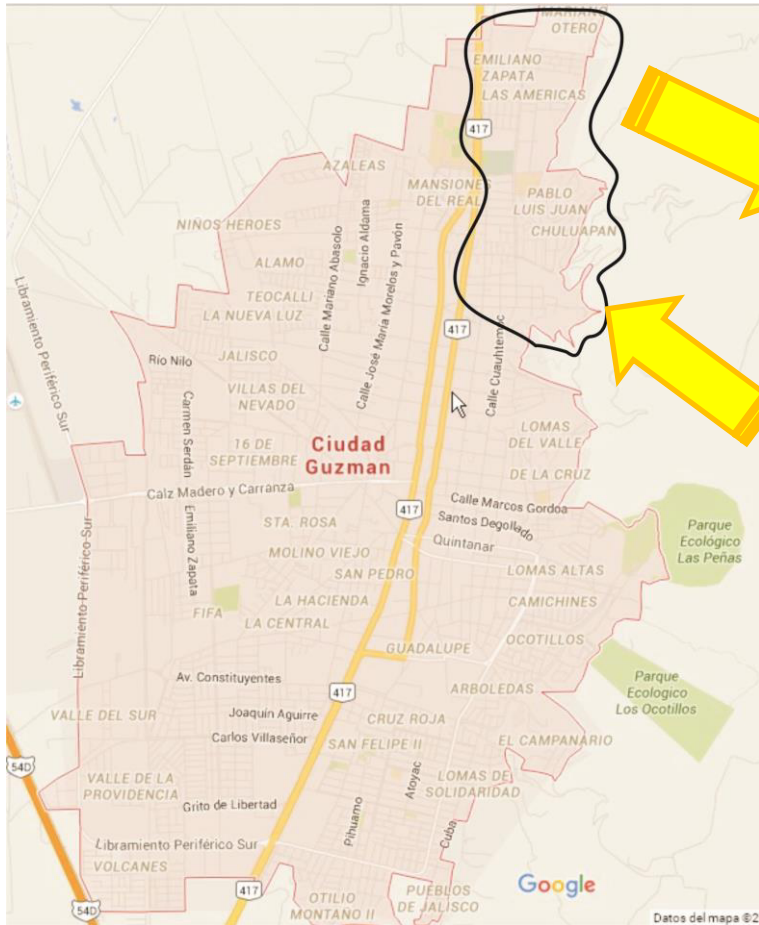 MARIANO
OTERO
EMILIANO
ZAPATA
LAS AMERICAS
417
AZALEAS
MANSIONES
DEL REAL
PABLO
LUIS JUAN
CHULUAPAN
NIÑOS HEROES
Calle Mariano Abasolo
Ignacio Aldama
Calle José María Morelos y Pavón
ALAMO
TEOCALLI
LA NUEVA LUZ
Libramiento Periférico Sur
417
Calle Cuauhtemoc
Río Nilo
JALISCO
VILLAS DEL
NEVADO
Carmen Serdán
16 DE
SEPTIEMBRE
Ciudad
Guzman
LOMAS
DEL VALLE
DE LA CRUZ
Calz Madero y Carranza
Calle Marcos Gordoa
417
Santos Degollado
Quintanar
Emiliano Zapata
STA. ROSA
MOLINO VIEJO
SAN PEDRO
Parque
Ecológico
Las Peñas
LOMAS ALTAS
Libramiento Periférico Sur
LA HACIENDA
CAMICHINES
FIFA
LA CENTRAL
GUADALUPE
OCOTILLOS
Av. Constituyentes
417
ARBOLEDAS
Parque
Ecologico
Los Ocotillos
VALLE DEL SUR
Joaquín Aguirre
CRUZ ROJA
Carlos Villaseñor
SAN FELIPE II
EL CAMPANARIO
54D
VALLE DE LA
PROVIDENCIA
Atoyac
LOMAS DE
SOLIDARIDAD
Grito de Libertad
Pihuamo
Cuba
Libramiento Periférico Sur
VOLCANES
417
Google
OTILIO
MONTAÑO II
PUEBLOS
DE JALISCO
54D
Datos del mapa ©2